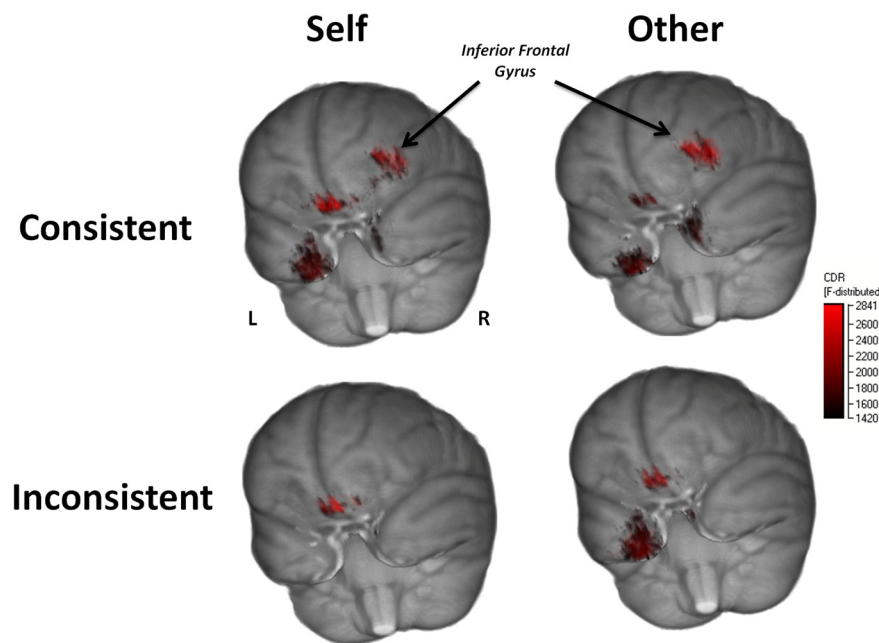 Self
Other
Inferior Frontal
Gyrus
Consistent
L
R
CDR
[F-distributed
2841
2600
2400
2200
2000
1800
1600
1420
Inconsistent